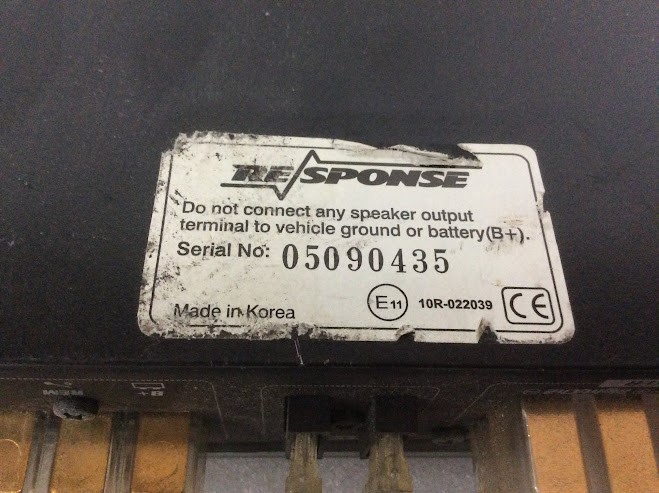 RESPONSE
Do not connect any speaker output
terminal to vehicle ground or battery(B+).
Serial No: 05090435
Made in Korea
E11 10R-022039 CE
REM B+